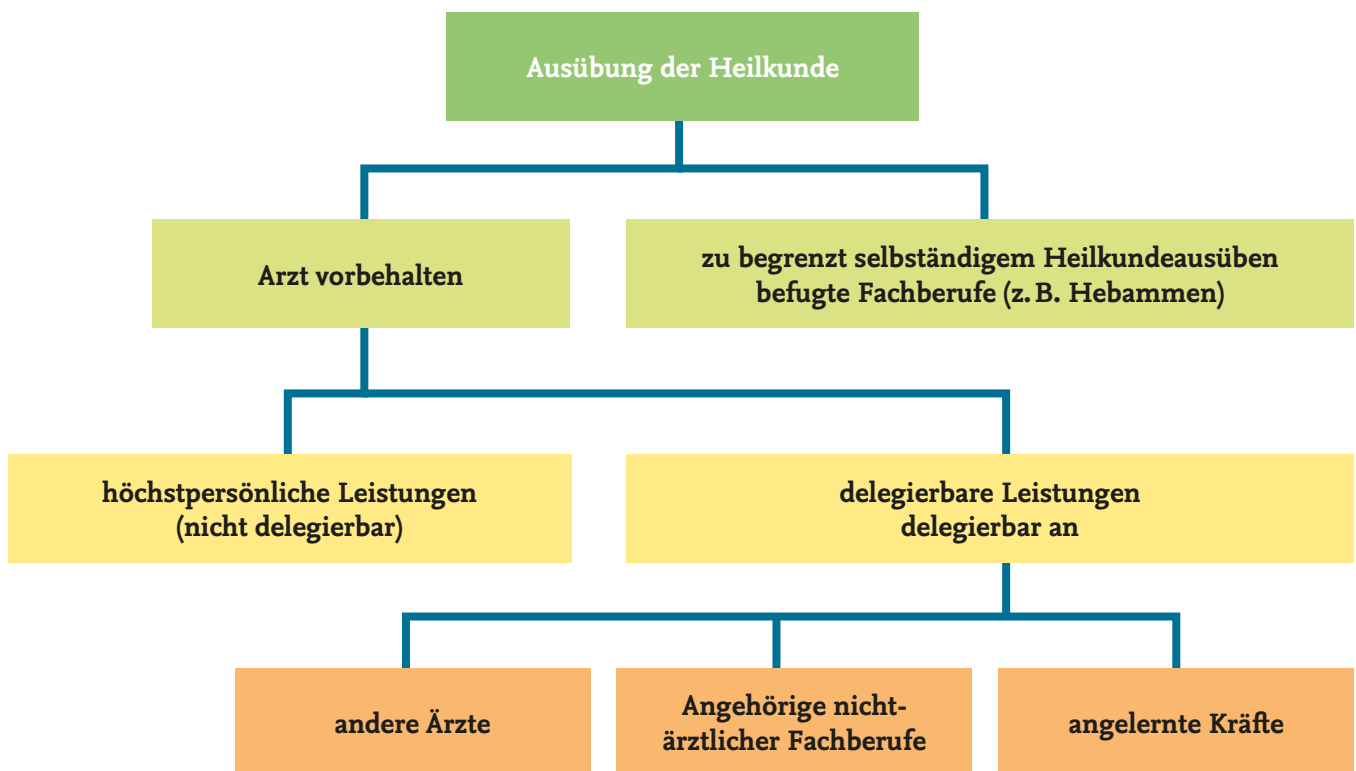 Ausübung der Heilkunde
Arzt vorbehalten
zu begrenzt selbständigem Heilkundeausüben
befugte Fachberufe (z. B. Hebammen)
höchstpersönliche Leistungen
(nicht delegierbar)
delegierbare Leistungen
delegierbar an
andere Ärzte
Angehörige nicht-
ärztlicher Fachberufe
angelernte Kräfte